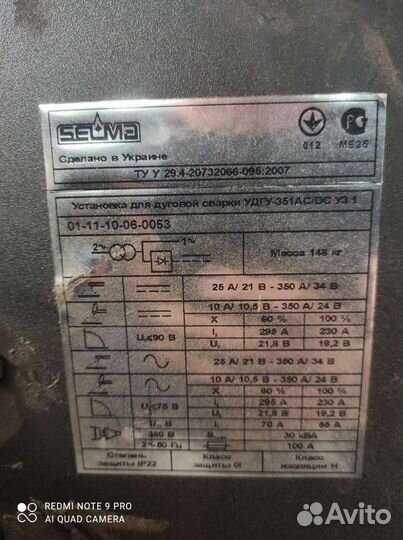 SELMA
012 МЕ25
Сделано в Украине
ТУ У 29.4-20732066-095:2007
Установка для дуговой сварки УДГУ-351AC/DC У3.1
01-11-10-06-0053
2~ 1~
Масса 148 кг
25 А/ 21 В - 350 А/ 34 В
10 А/ 10,5 В - 350 А/ 24 В
X 60 % 100 %
I₂ 295 А 230 А
U₀≤90 В U₂ 21,8 В 19,2 В
25 А/ 21 В - 350 А/ 34 В
10 А/ 10,5 В - 350 А/ 24 В
X 60 % 100 %
I₂ 295 А 230 А
U₀≤75 В U₂ 21,8 В 19,2 В
U₁, В I₁ 70 А 55 А
380 В 30 кВА
2~50 Гц 100 А
Степень защиты IP22
Класс защиты 0I
Класс изоляции H
REDMI NOTE 9 PRO
AI QUAD CAMERA
Avito